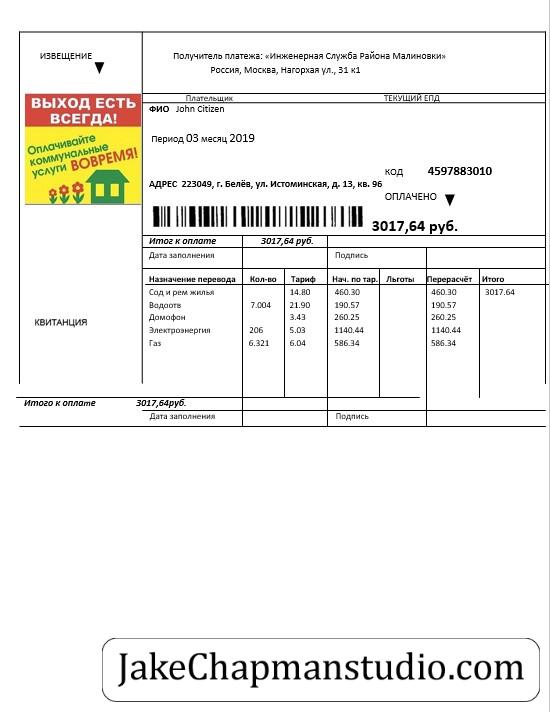 ИЗВЕЩЕНИЕ
Получитель платежа: «Инженерная Служба Района Малиновки»
Россия, Москва, Нагорхая ул., 31 к1
ВЫХОД ЕСТЬ
ВСЕГДА!
Оплачивайте
коммунальные
услуги ВОВРЕМЯ!
Плательщик ТЕКУЩИЙ ЕПД
ФИО John Citizen
Период 03 месяц 2019
КОД 4597883010
АДРЕС 223049, г. Белёв, ул. Истоминская, д. 13, кв. 96
ОПЛАЧЕНО
3017,64 руб.
Итог к оплате 3017,64 руб.
Дата заполнения Подпись
Назначение перевода Кол-во Тариф Нач. по тар. Льготы Перерасчёт Итого
Сод и рем жилья 14.80 460.30 460.30 3017.64
Водоотв 7.004 21.90 190.57 190.57
Домофон 3.43 260.25 260.25
Электроэнергия 206 5.03 1140.44 1140.44
Газ 6.321 6.04 586.34 586.34
КВИТАНЦИЯ
Итого к оплате 3017,64руб.
Дата заполнения Подпись
JakeChapmanstudio.com